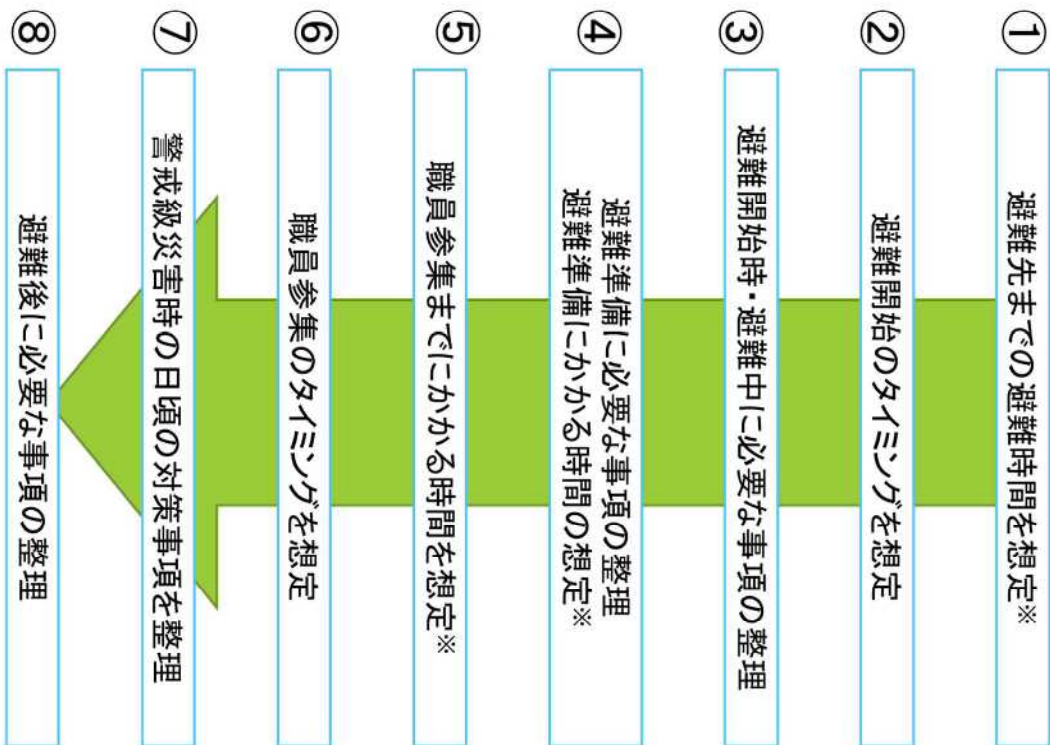 ① 避難先までの避難時間を想定※
② 避難開始のタイミングを想定
③ 避難開始時・避難中に必要な事項の整理
④ 避難準備に必要な事項の整理
避難準備にかかる時間の想定※
⑤ 職員参集までにかかる時間を想定※
⑥ 職員参集のタイミングを想定
⑦ 警戒級災害時の日頃の対策事項を整理
⑧ 避難後に必要な事項の整理